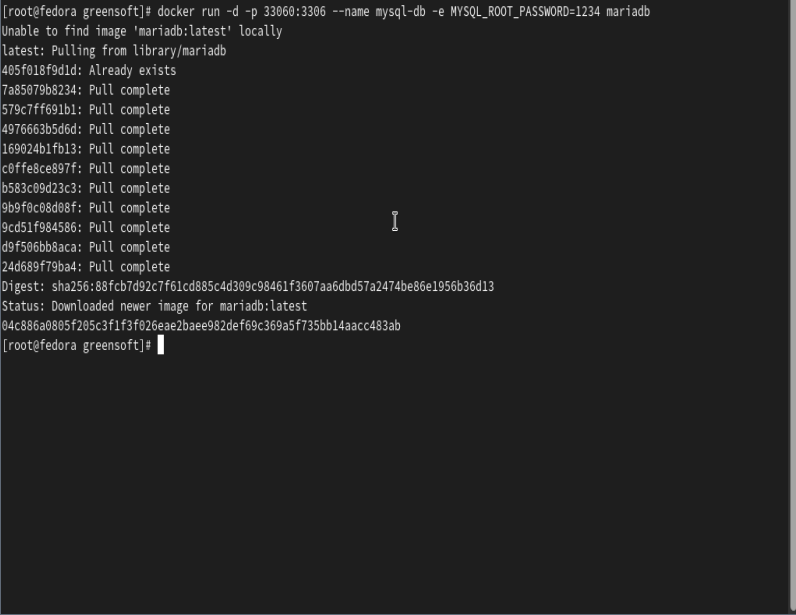 [root@fedora greensoft]# docker run -d -p 33060:3306 --name mysql-db -e MYSQL_ROOT_PASSWORD=1234 mariadb
Unable to find image 'mariadb:latest' locally
latest: Pulling from library/mariadb
405f018f9d1d: Already exists
7a85079b8234: Pull complete
579c7ff691b1: Pull complete
4976663b5d6d: Pull complete
169024b1fb13: Pull complete
c0ffe8ce897f: Pull complete
b583c09d23c3: Pull complete
9b9f0c08d08f: Pull complete
9cd51f984586: Pull complete
d9f506bb8aca: Pull complete
24d689f79ba4: Pull complete
Digest: sha256:88fcb7d92c7f61cd885c4d309c98461f3607aa6dbd57a2474be86e1956b36d13
Status: Downloaded newer image for mariadb:latest
04c886a0805f205c3f1f3f026eae2baee982def69c369a5f735bb14aacc483ab
[root@fedora greensoft]#